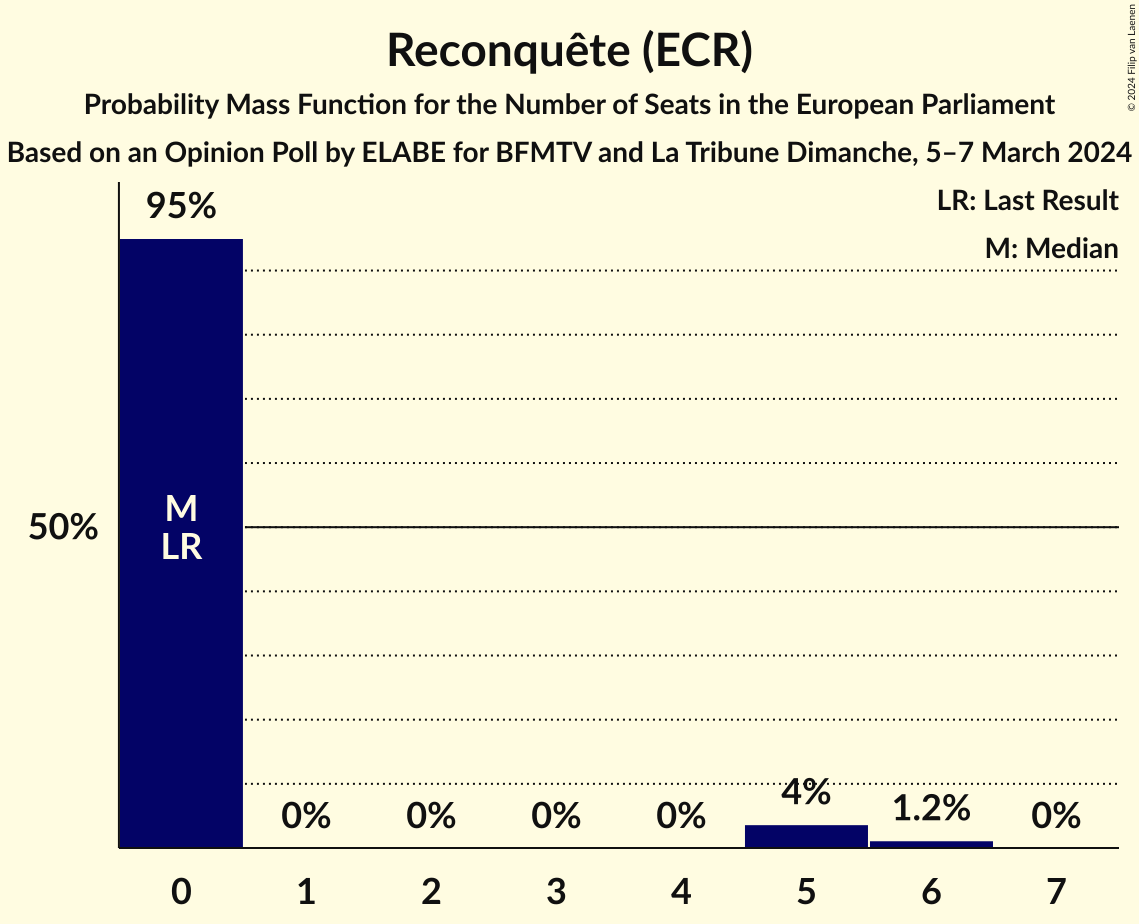 Reconquête (ECR)
Probability Mass Function for the Number of Seats in the European Parliament
Based on an Opinion Poll by ELABE for BFMTV and La Tribune Dimanche, 5–7 March 2024
© 2024 Filip van Laenen
LR: Last Result
M: Median
95%
50%
M
LR
0% 0% 0% 0% 4% 1.2% 0%
0 1 2 3 4 5 6 7